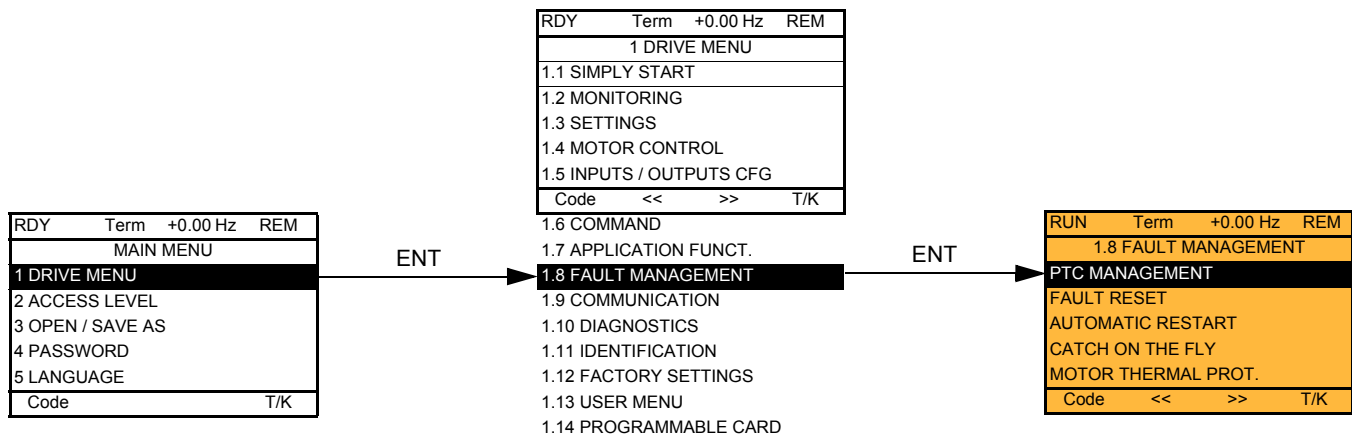 RDY Term +0.00 Hz REM
MAIN MENU
1 DRIVE MENU
2 ACCESS LEVEL
3 OPEN / SAVE AS
4 PASSWORD
5 LANGUAGE
Code T/K
ENT
RDY Term +0.00 Hz REM
1 DRIVE MENU
1.1 SIMPLY START
1.2 MONITORING
1.3 SETTINGS
1.4 MOTOR CONTROL
1.5 INPUTS / OUTPUTS CFG
Code << >> T/K
1.6 COMMAND
1.7 APPLICATION FUNCT.
1.8 FAULT MANAGEMENT
1.9 COMMUNICATION
1.10 DIAGNOSTICS
1.11 IDENTIFICATION
1.12 FACTORY SETTINGS
1.13 USER MENU
1.14 PROGRAMMABLE CARD
ENT
RUN Term +0.00 Hz REM
1.8 FAULT MANAGEMENT
PTC MANAGEMENT
FAULT RESET
AUTOMATIC RESTART
CATCH ON THE FLY
MOTOR THERMAL PROT.
Code << >> T/K